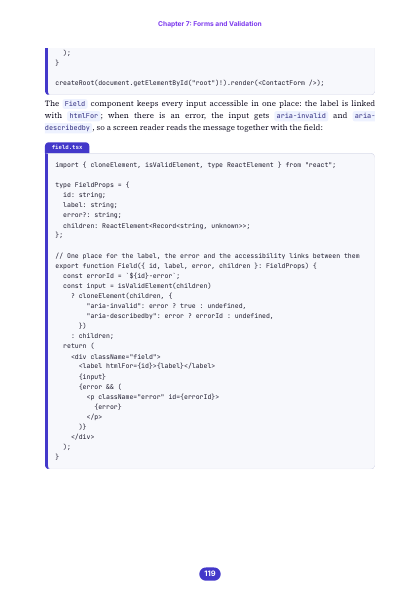 Chapter 7: Forms and Validation
  );
}
createRoot(document.getElementById("root")!).render(<ContactForm />);
The Field component keeps every input accessible in one place: the label is linked
with htmlFor; when there is an error, the input gets aria-invalid and aria-
describedby, so a screen reader reads the message together with the field:
field.tsx
import { cloneElement, isValidElement, type ReactElement } from "react";
type FieldProps = {
  id: string;
  label: string;
  error?: string;
  children: ReactElement<Record<string, unknown>>;
};
// One place for the label, the error and the accessibility links between them
export function Field({ id, label, error, children }: FieldProps) {
  const errorId = `${id}-error`;
  const input = isValidElement(children)
    ? cloneElement(children, {
        "aria-invalid": error ? true : undefined,
        "aria-describedby": error ? errorId : undefined,
      })
    : children;
  return (
    <div className="field">
      <label htmlFor={id}>{label}</label>
      {input}
      {error && (
        <p className="error" id={errorId}>
          {error}
        </p>
      )}
    </div>
  );
}
119